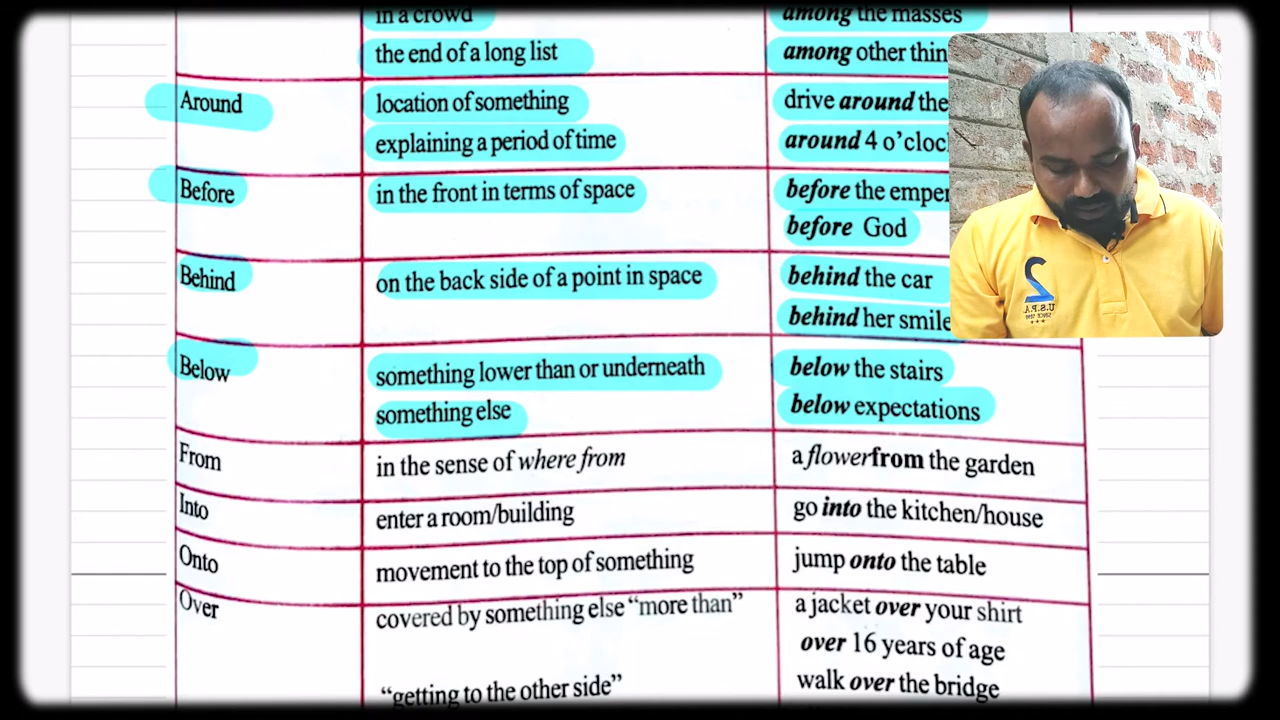 in a crowd among the masses
the end of a long list among other
Around location of something drive around the
explaining a period of time around 4
Before in the front in terms of space before the
before God
Behind on the back side of a point in space behind the car
behind her smile
Below something lower than or underneath below the stairs
something else below expectations
From in the sense of where from a flowerfrom the garden
Into enter a room/building go into the kitchen/house
Onto movement to the top of something jump onto the table
Over covered by something else “more than” a jacket over your shirt
over 16 years of age
“getting to the other side” walk over the bridge
2
U.S.P.A.